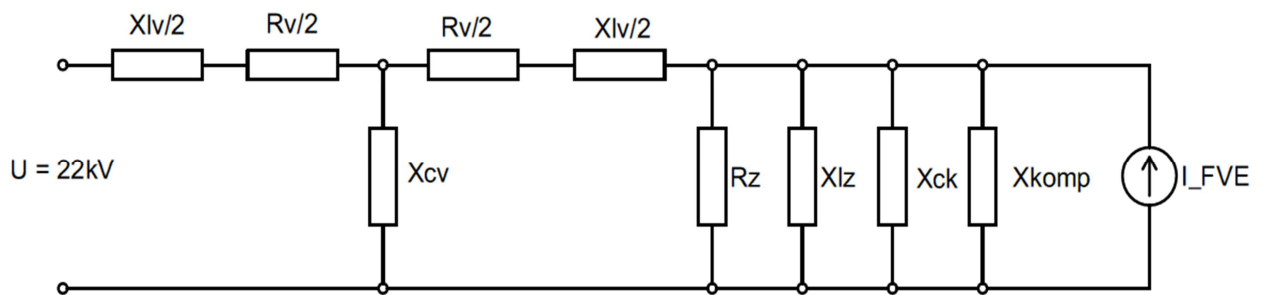 Xlv/2
Rv/2
Rv/2
Xlv/2
U = 22kV
Xcv
Rz
Xlz
Xck
Xkomp
I_FVE